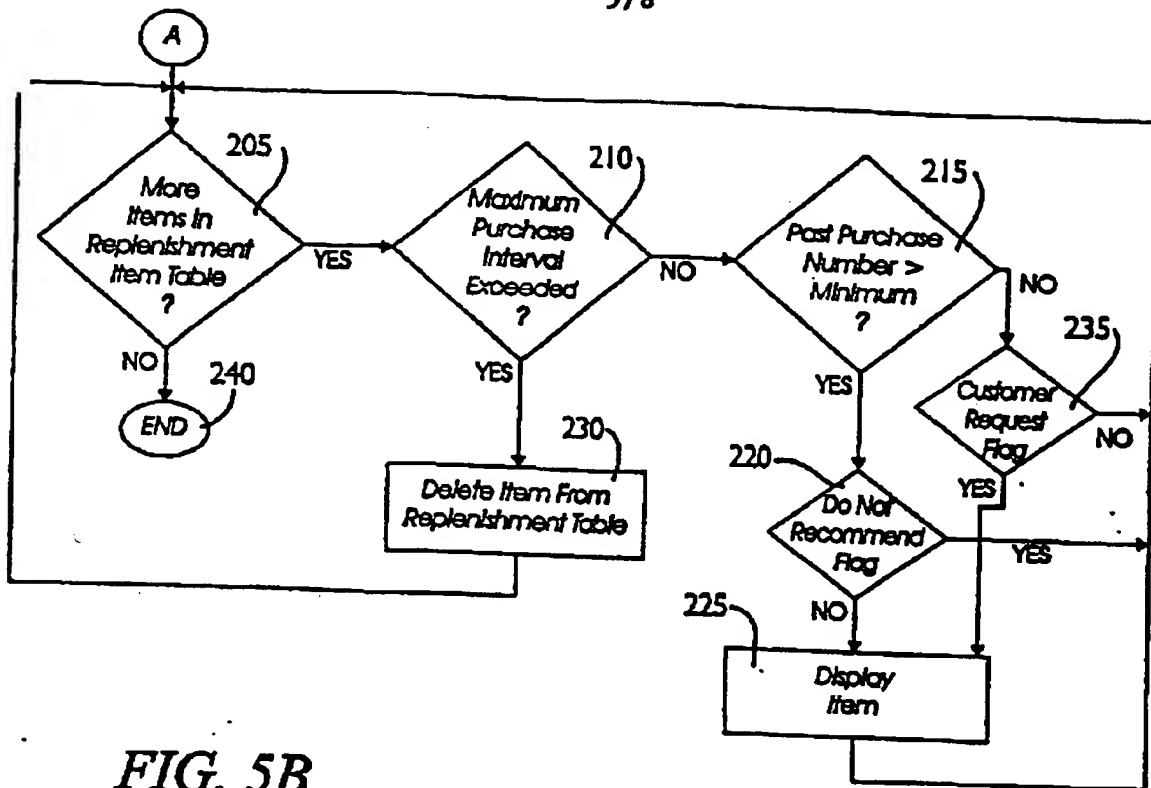 A
205
More
Items In
Replenishment
Item Table
?
YES
NO
240
END
210
Maximum
Purchase
Interval
Exceeded
?
NO
YES
230
Delete Item From
Replenishment Table
215
Past Purchase
Number >
Minimum
?
NO
YES
235
Customer
Request
Flag
NO
YES
220
Do Not
Recommend
Flag
YES
NO
225
Display
Item
FIG. 5B